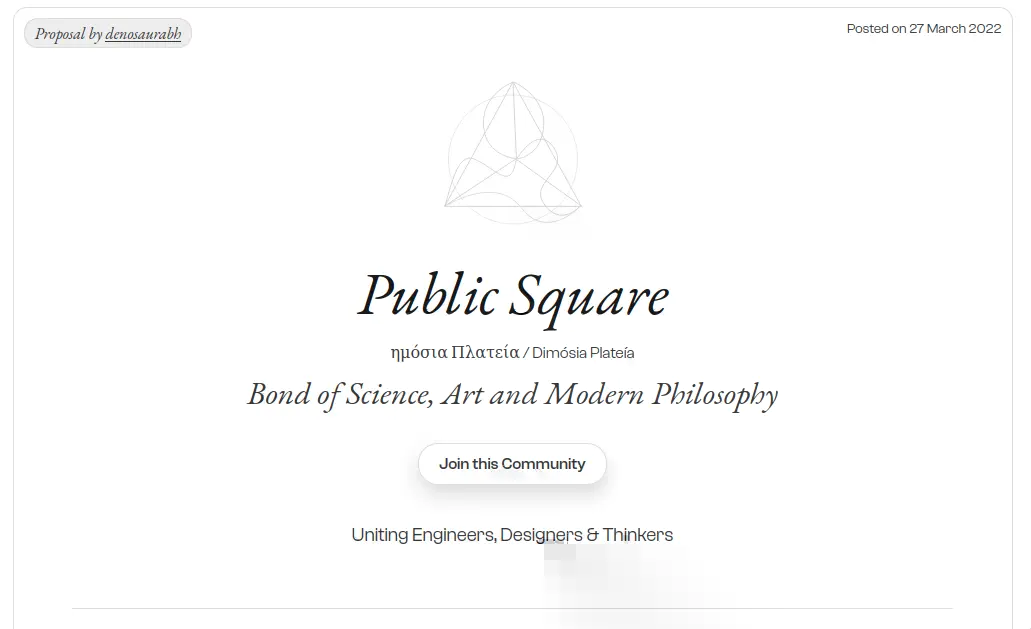 Proposal by denosaurabh
Posted on 27 March 2022
Public Square
ημόσια Πλατεία / Dimósia Plateía
Bond of Science, Art and Modern Philosophy
Join this Community
Uniting Engineers, Designers & Thinkers